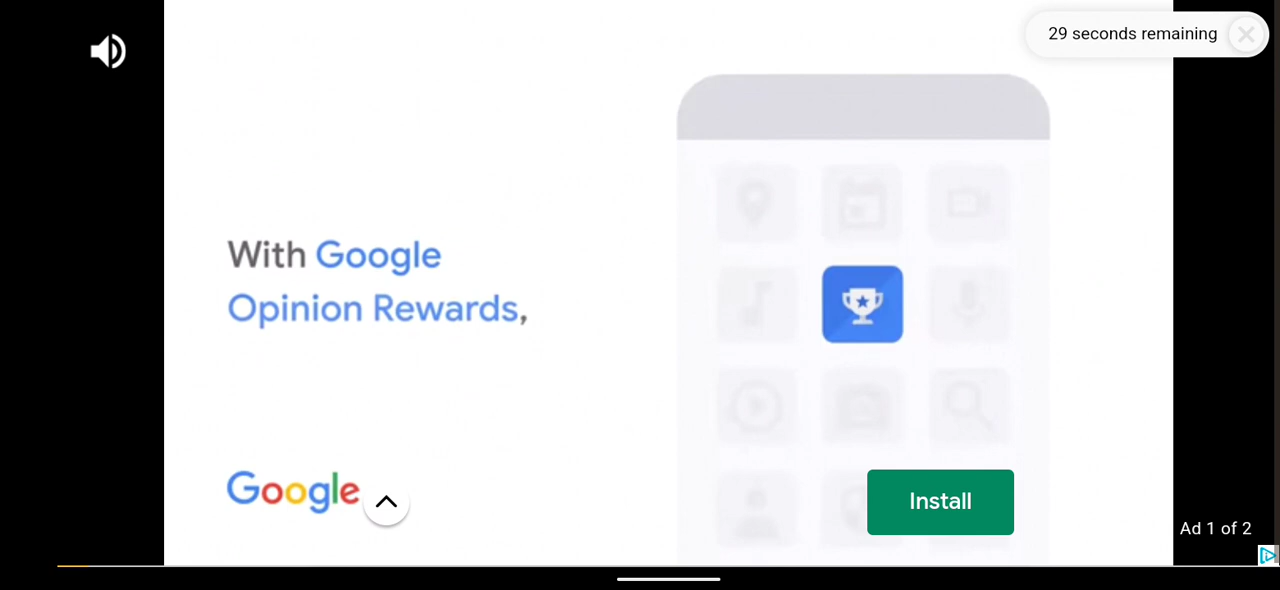 29 seconds remaining
With Google
Opinion Rewards,
Google
Install
Ad 1 of 2